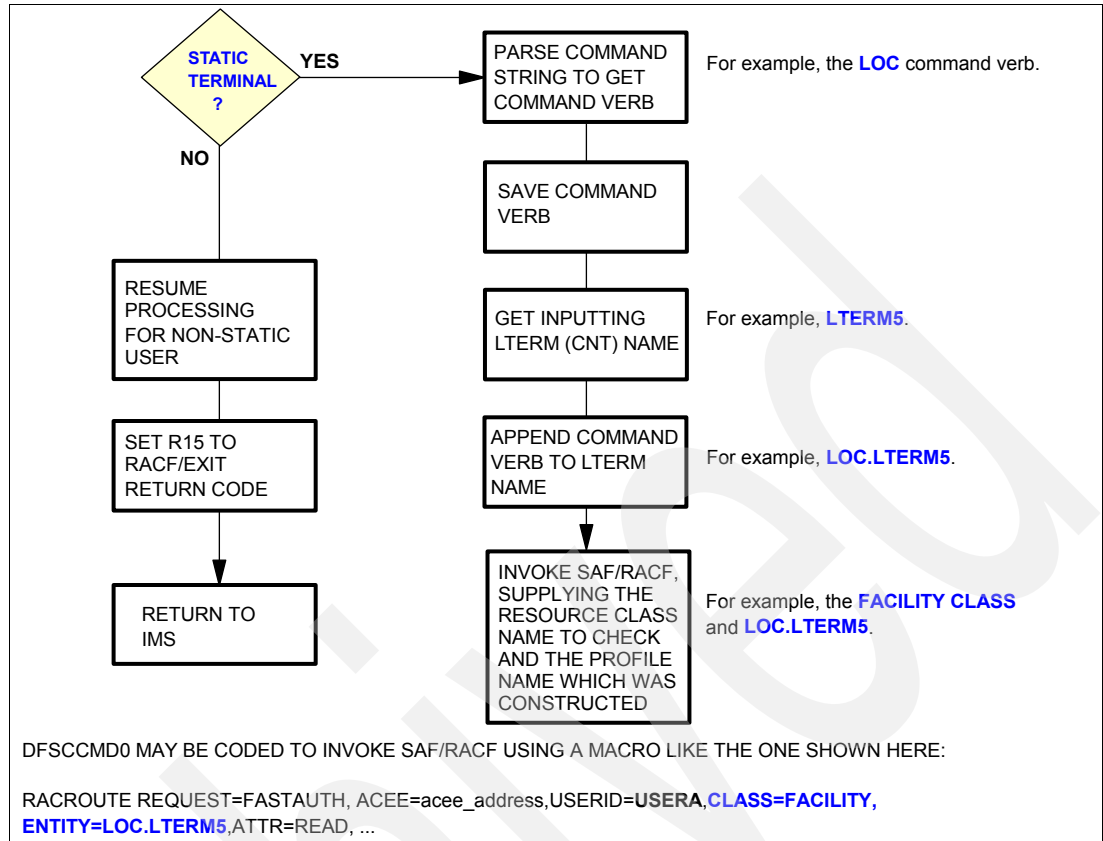 STATIC
TERMINAL
?
YES
NO
PARSE COMMAND
STRING TO GET
COMMAND VERB
For example, the LOC command verb.
SAVE COMMAND
VERB
RESUME
PROCESSING
FOR NON-STATIC
USER
GET INPUTTING
LTERM (CNT) NAME
For example, LTERM5.
SET R15 TO
RACF/EXIT
RETURN CODE
APPEND COMMAND
VERB TO LTERM
NAME
For example, LOC.LTERM5.
RETURN TO
IMS
INVOKE SAF/RACF,
SUPPLYING THE
RESOURCE CLASS
NAME TO CHECK
AND THE PROFILE
NAME WHICH WAS
CONSTRUCTED
For example, the FACILITY CLASS
and LOC.LTERM5.
DFSCCMD0 MAY BE CODED TO INVOKE SAF/RACF USING A MACRO LIKE THE ONE SHOWN HERE:
RACROUTE REQUEST=FASTAUTH, ACEE=acee_address,USERID=USERA,CLASS=FACILITY,
ENTITY=LOC.LTERM5,ATTR=READ, ...
hived